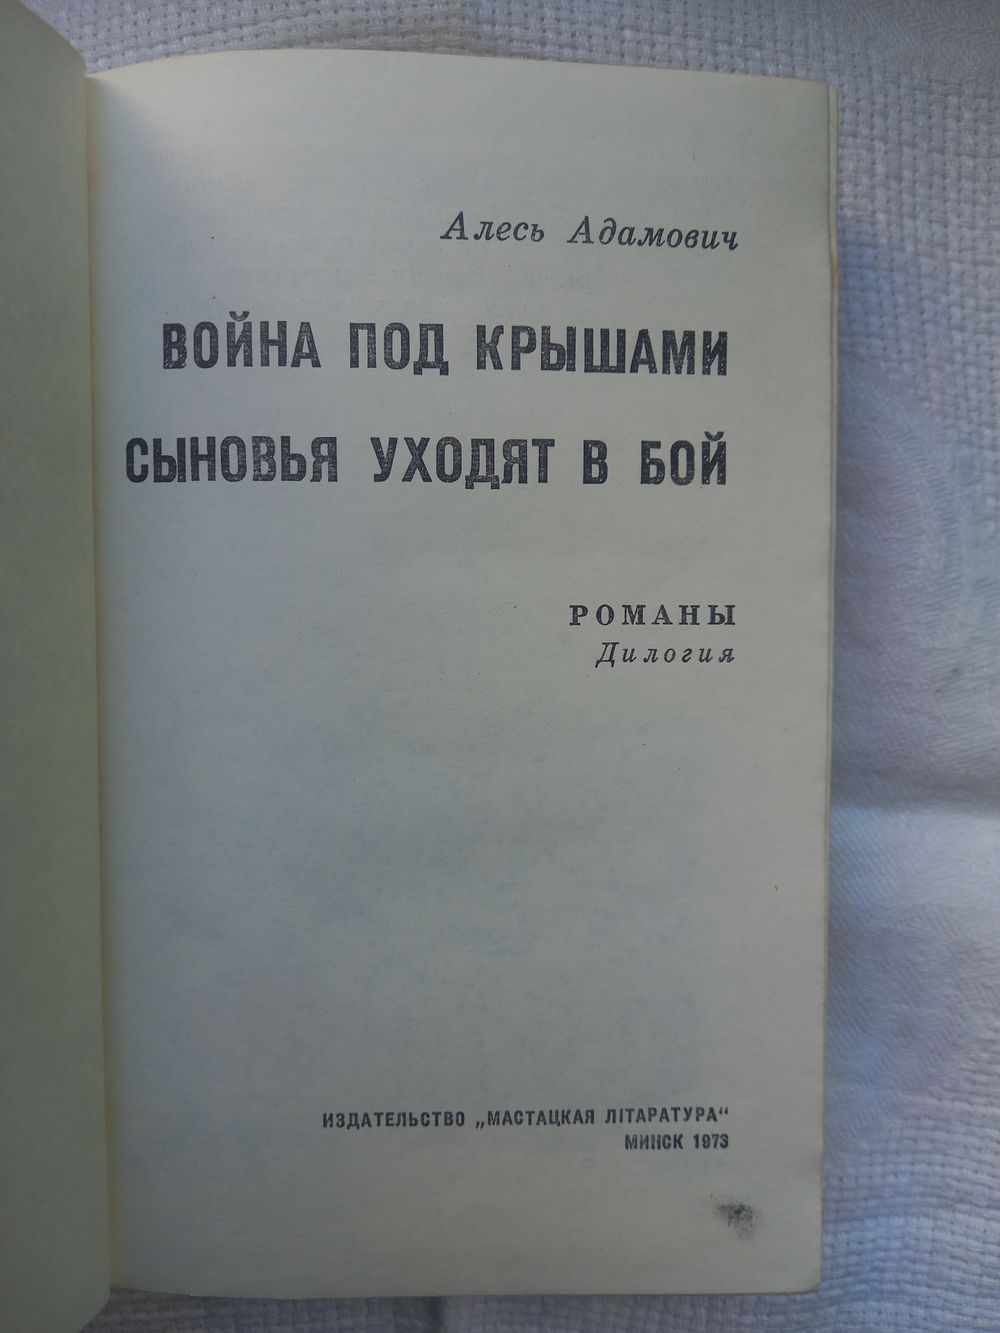 Алесь Адамович
ВОЙНА ПОД КРЫШАМИ
СЫНОВЬЯ УХОДЯТ В БОЙ
РОМАНЫ
Дилогия
ИЗДАТЕЛЬСТВО „МАСТАЦКАЯ ЛІТАРАТУРА“
МИНСК 1973